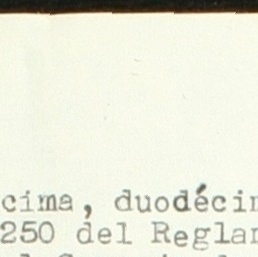 cima, duodécim
250 del Reglam